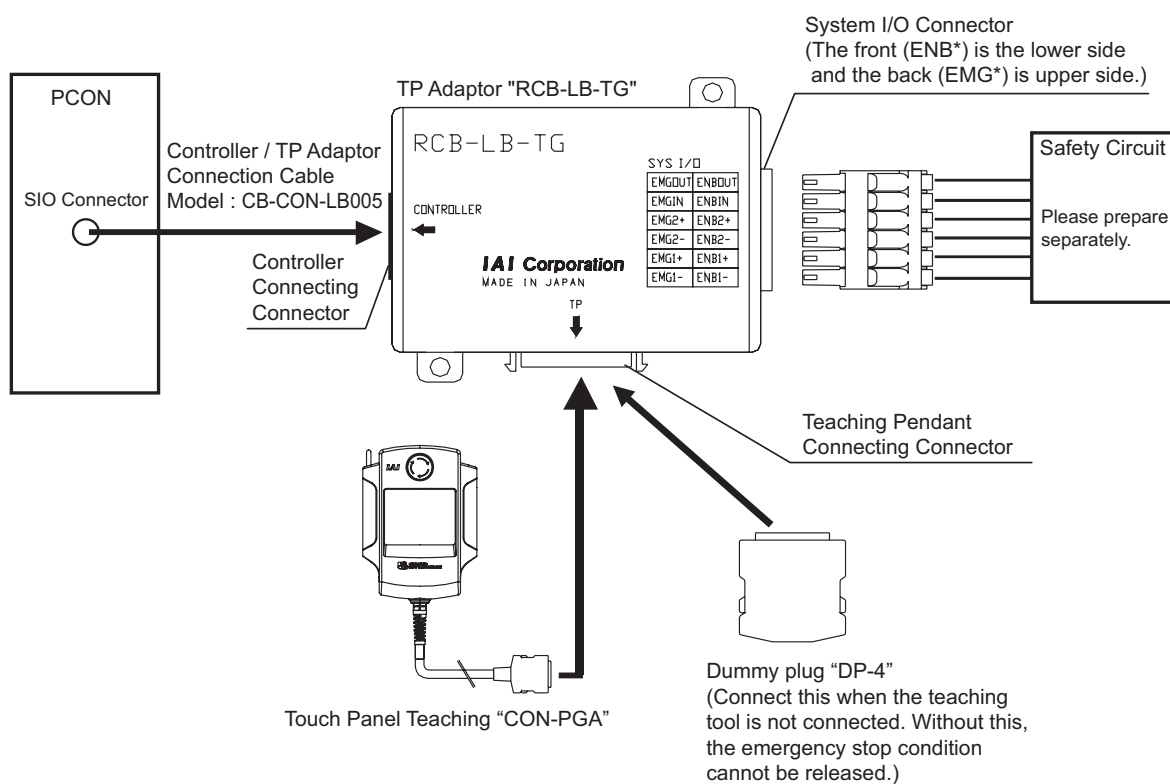 System I/O Connector
(The front (ENB*) is the lower side
and the back (EMG*) is upper side.)
PCON
SIO Connector
Controller / TP Adaptor
Connection Cable
Model : CB-CON-LB005
Controller
Connecting
Connector
TP Adaptor "RCB-LB-TG"
RCB-LB-TG
CONTROLLER
SYS I/O
EMGOUT ENBOUT
EMGIN ENBIN
EMG2+ ENB2+
EMG2- ENB2-
EMG1+ ENB1+
EMG1- ENB1-
IAI Corporation
MADE IN JAPAN
TP
Safety Circuit
Please prepare
separately.
Teaching Pendant
Connecting Connector
IAI
Touch Panel Teaching “CON-PGA”
Dummy plug “DP-4”
(Connect this when the teaching
tool is not connected. Without this,
the emergency stop condition
cannot be released.)